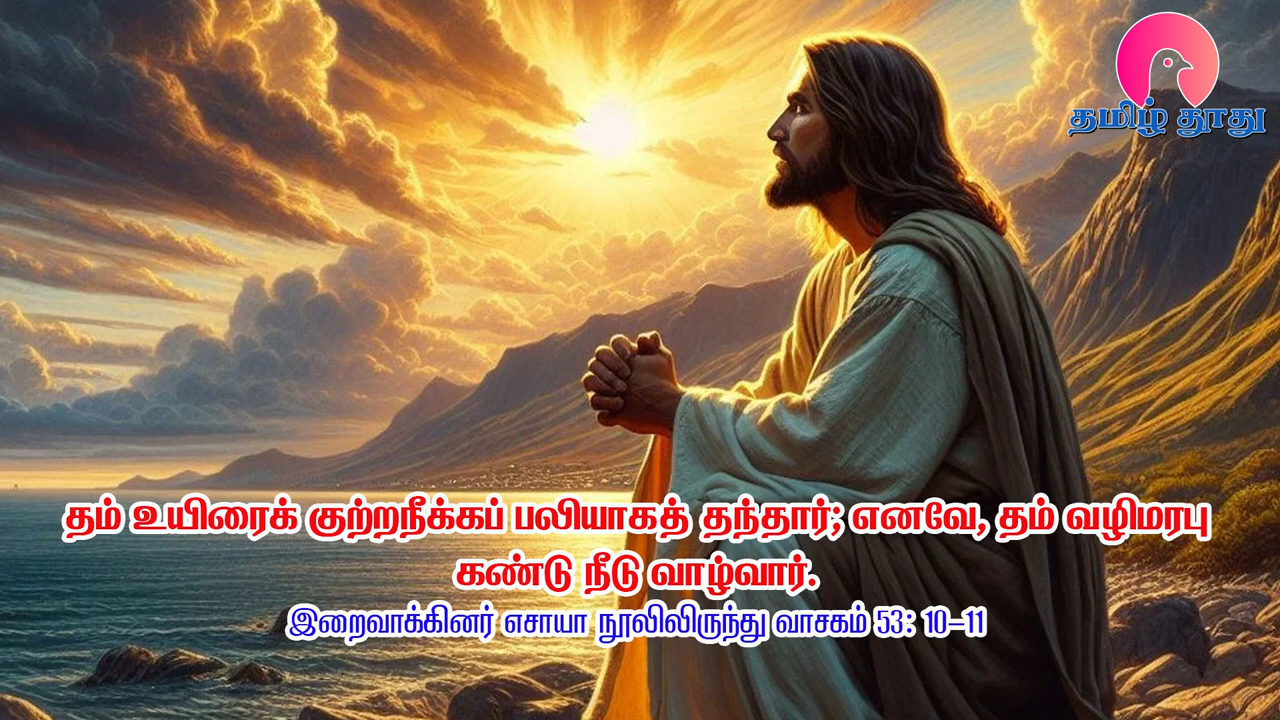 தமிழ் தூது
தம் உயிரைக் குற்றநீக்கப் பலியாகத் தந்தார்; எனவே, தம் வழிமரபு
கண்டு நீடு வாழ்வார்.
இறைவாக்கினர் எசாயா நூலிலிருந்து வாசகம் 53: 10-11